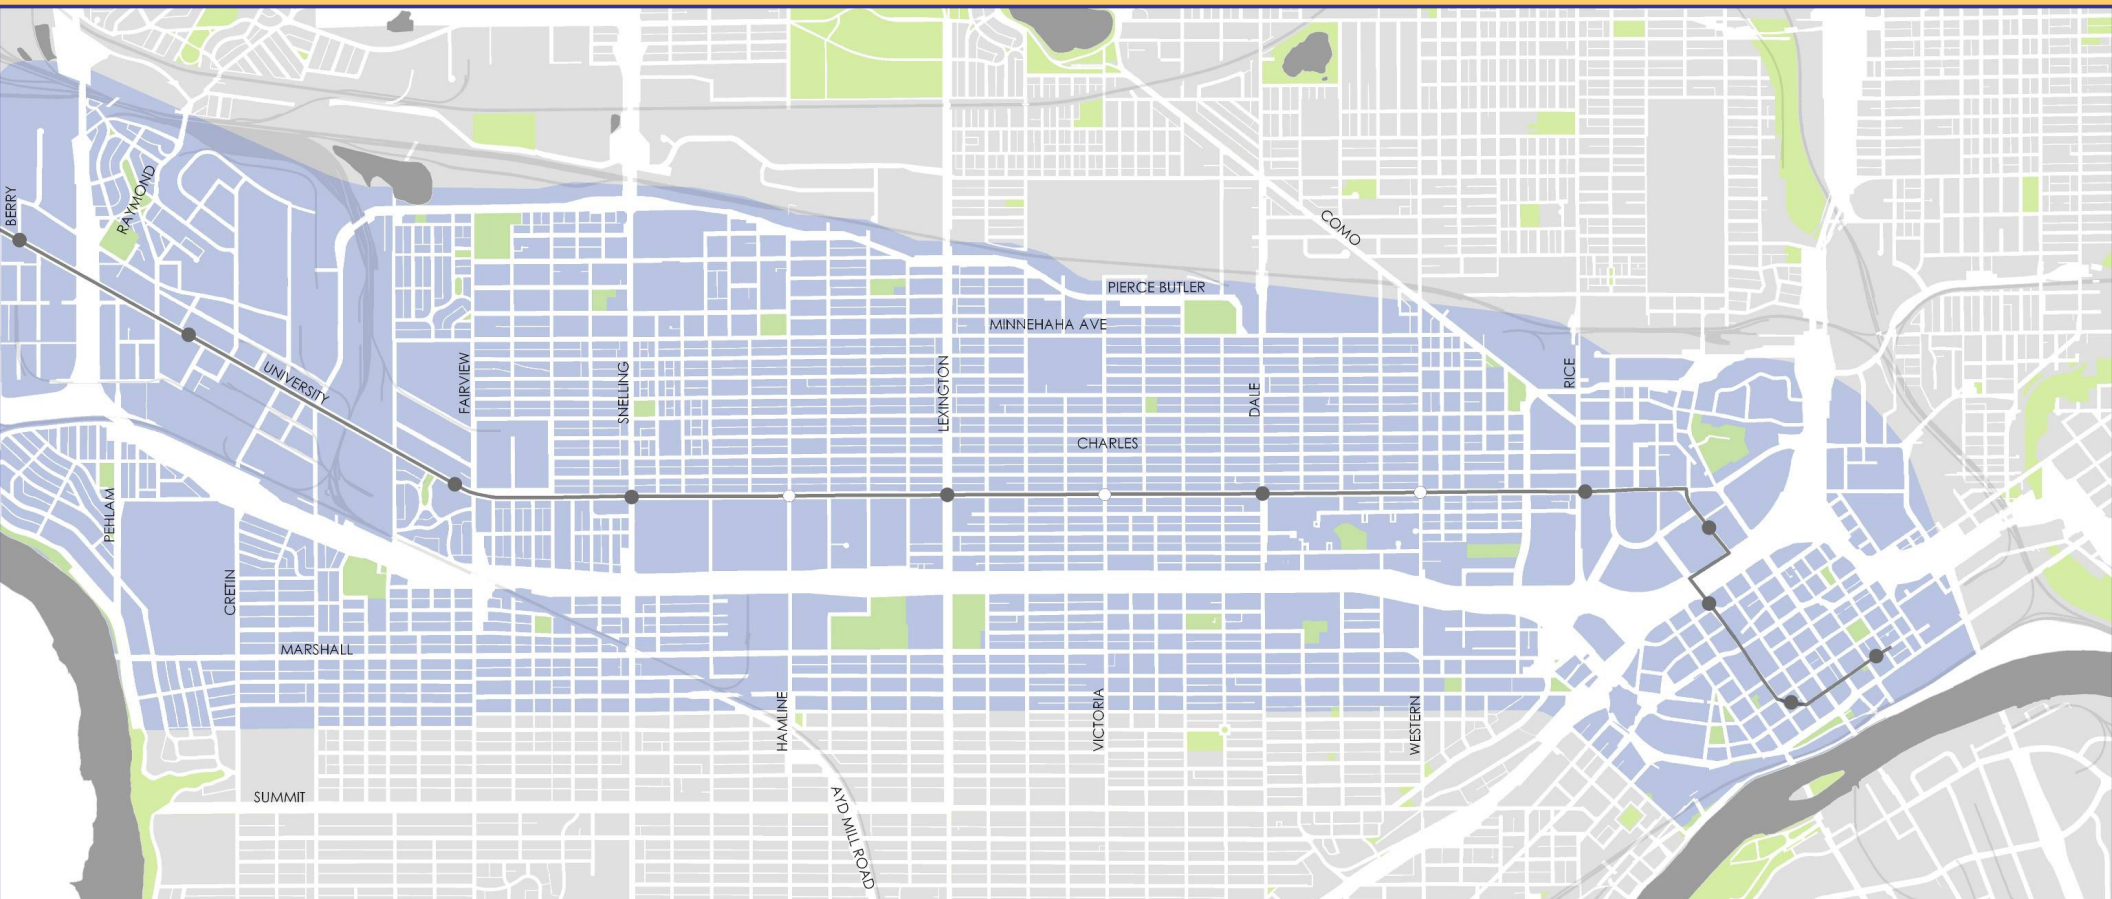 BERRY
RAYMOND
COMO
PIERCE BUTLER
MINNEHAHA AVE
UNIVERSITY
FAIRVIEW
SNELLING
LEXINGTON
DALE
RICE
CHARLES
PEHLAM
CRETIN
MARSHALL
HAMLINE
VICTORIA
WESTERN
SUMMIT
AYD MILL ROAD